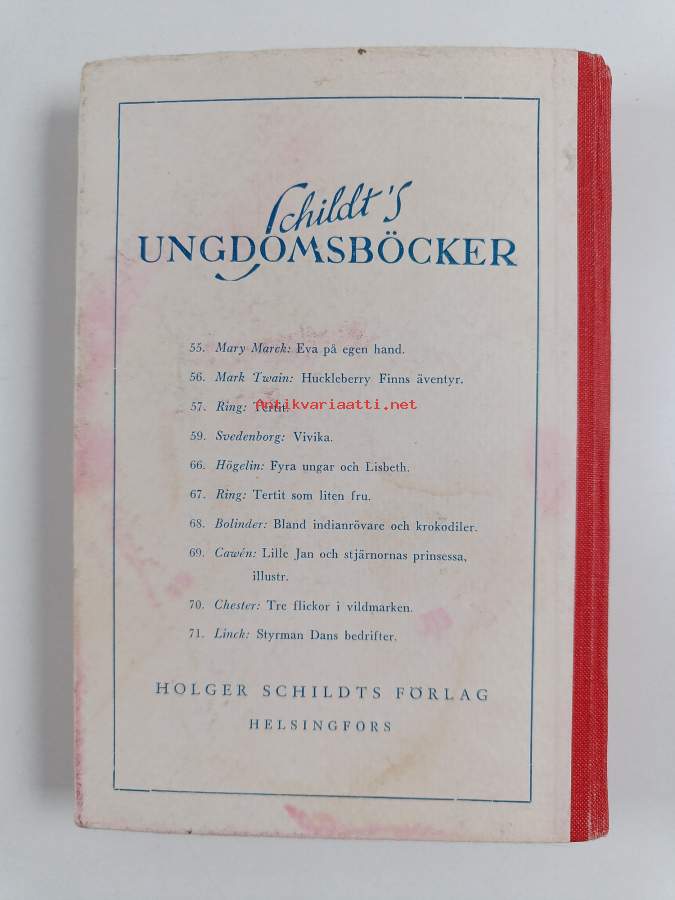 Schildt's
UNGDOMSBÖCKER
55. Mary Marck: Eva på egen hand.
56. Mark Twain: Huckleberry Finns äventyr.
Antikvariaatti.net
57. Ring: Tertit.
59. Svedenborg: Vivika.
66. Högelin: Fyra ungar och Lisbeth.
67. Ring: Tertit som liten fru.
68. Bolinder: Bland indianrövare och krokodiler.
69. Cawén: Lille Jan och stjärnornas prinsessa,
illustr.
70. Chester: Tre flickor i vildmarken.
71. Linck: Styrman Dans bedrifter.
HOLGER SCHILDTS FÖRLAG
HELSINGFORS